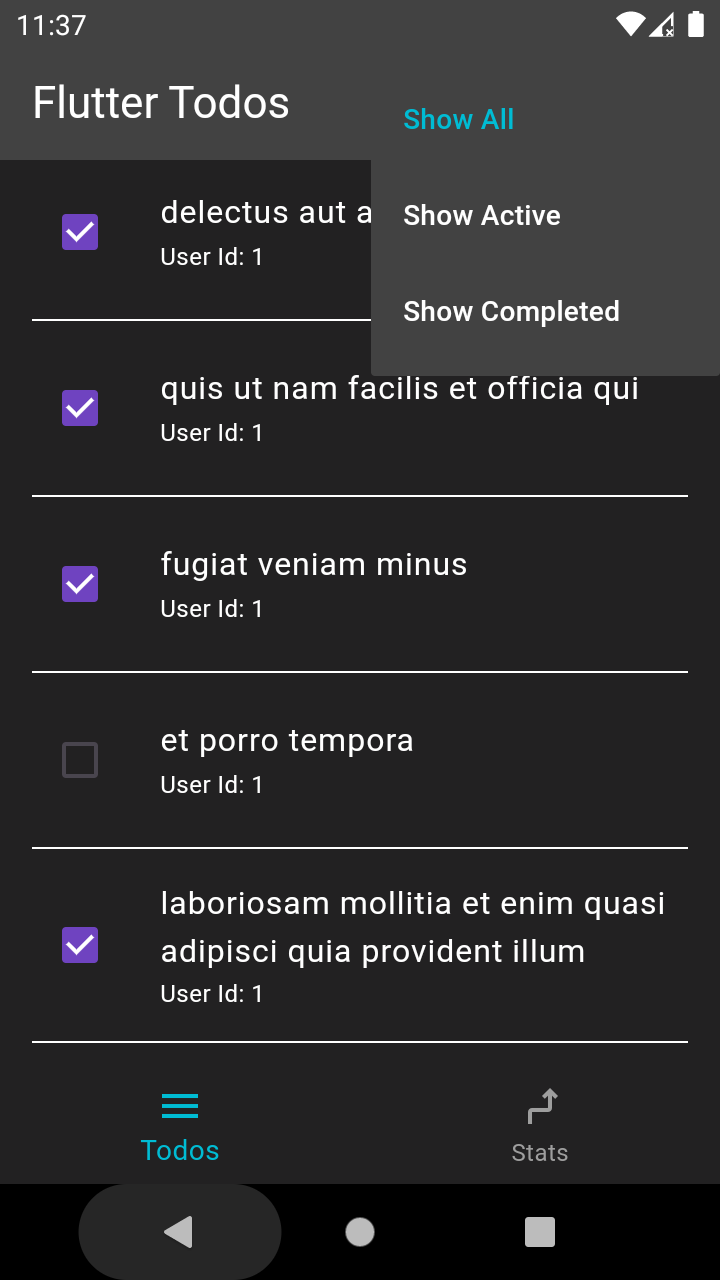 11:37
Flutter Todos
Show All
Show Active
Show Completed
delectus aut a
User Id: 1
quis ut nam facilis et officia qui
User Id: 1
fugiat veniam minus
User Id: 1
et porro tempora
User Id: 1
laboriosam mollitia et enim quasi
adipisci quia provident illum
User Id: 1
Todos
Stats